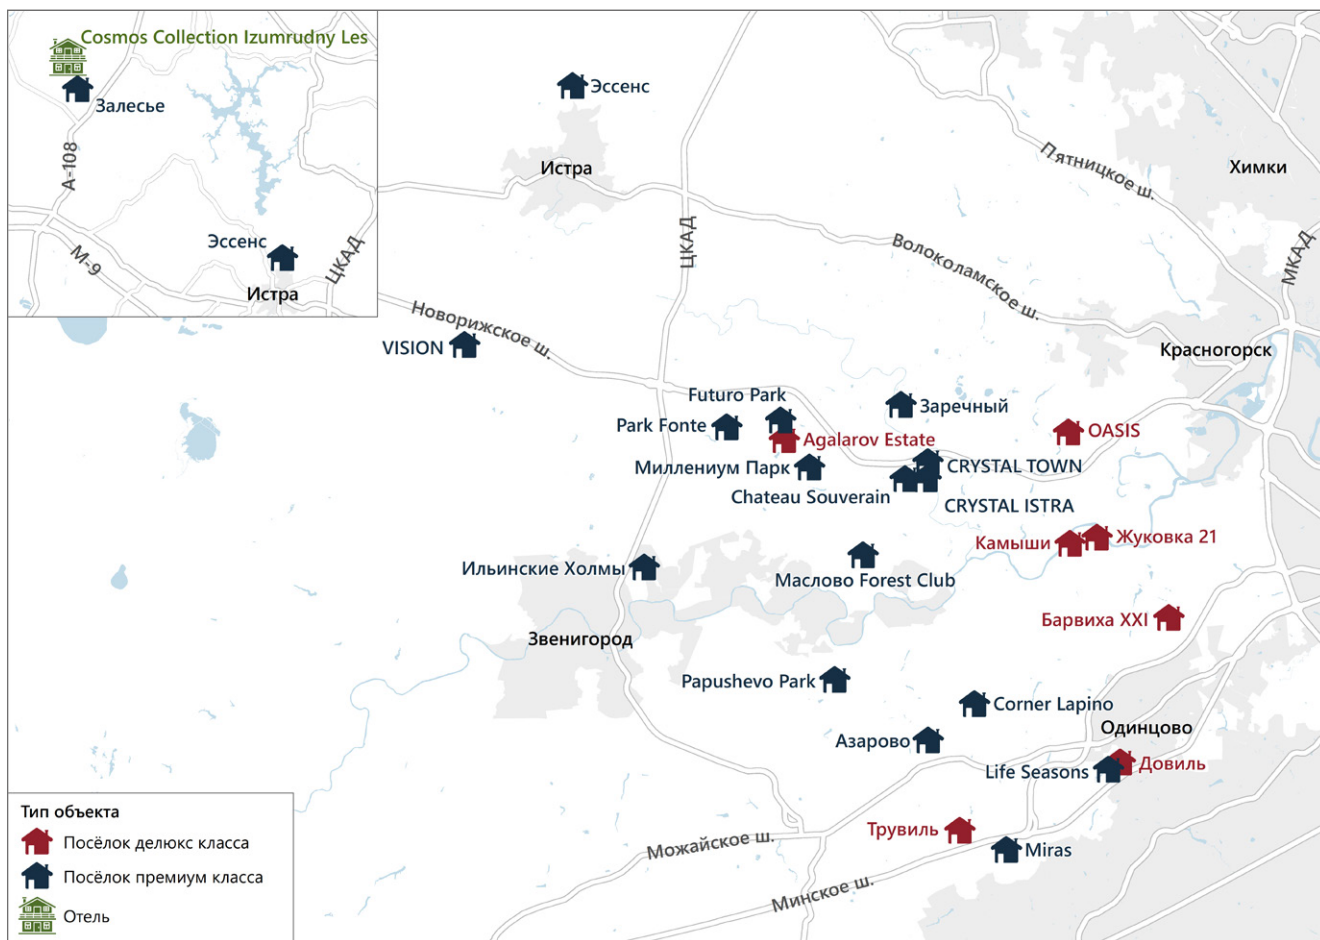 Cosmos Collection Izumrudny Les
Залесье
А-108
М-9
Эссенс
Истра
ЦКАД
Эссенс
Истра
ЦКАД
Пятницкое ш.
Химки
МКАД
Волоколамское ш.
Новорижское ш.
Красногорск
VISION
Futuro Park
Заречный
Park Fonte
Agalarov Estate
OASIS
Миллениум Парк
CRYSTAL TOWN
Chateau Souverain
CRYSTAL ISTRA
Камыши
Жуковка 21
Ильинские Холмы
Маслово Forest Club
Барвиха XXI
Звенигород
Papushevo Park
Corner Lapino
Одинцово
Азарово
Life Seasons
Довиль
Трувиль
Можайское ш.
Miras
Минское ш.
Тип объекта
Посёлок делюкс класса
Посёлок премиум класса
Отель